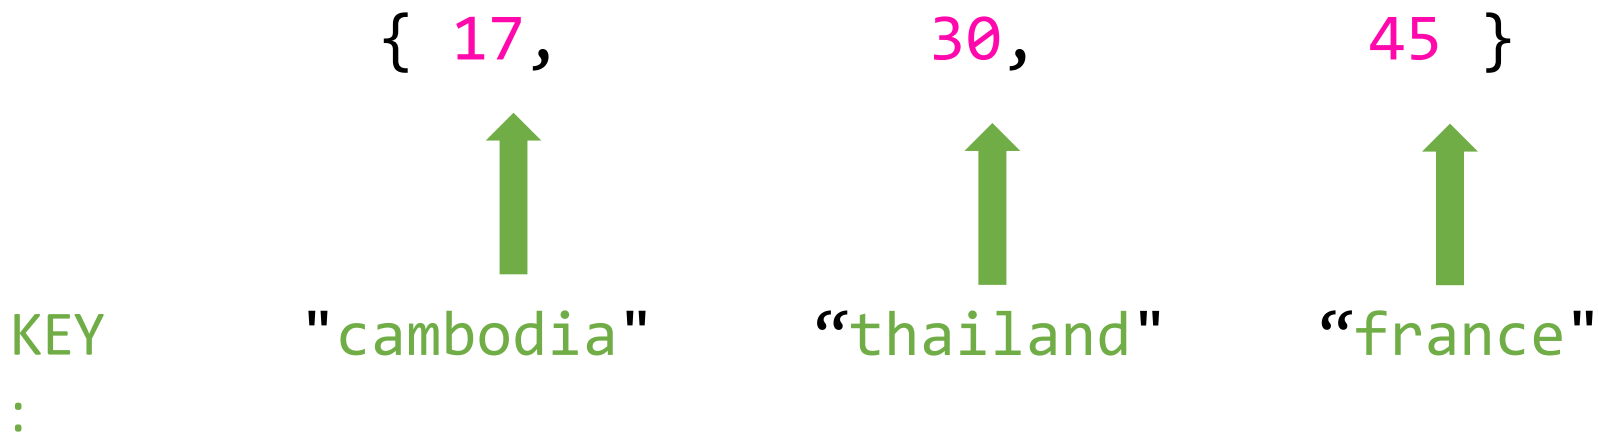 { 17, 30, 45 }
KEY "cambodia" “thailand" “france"
: